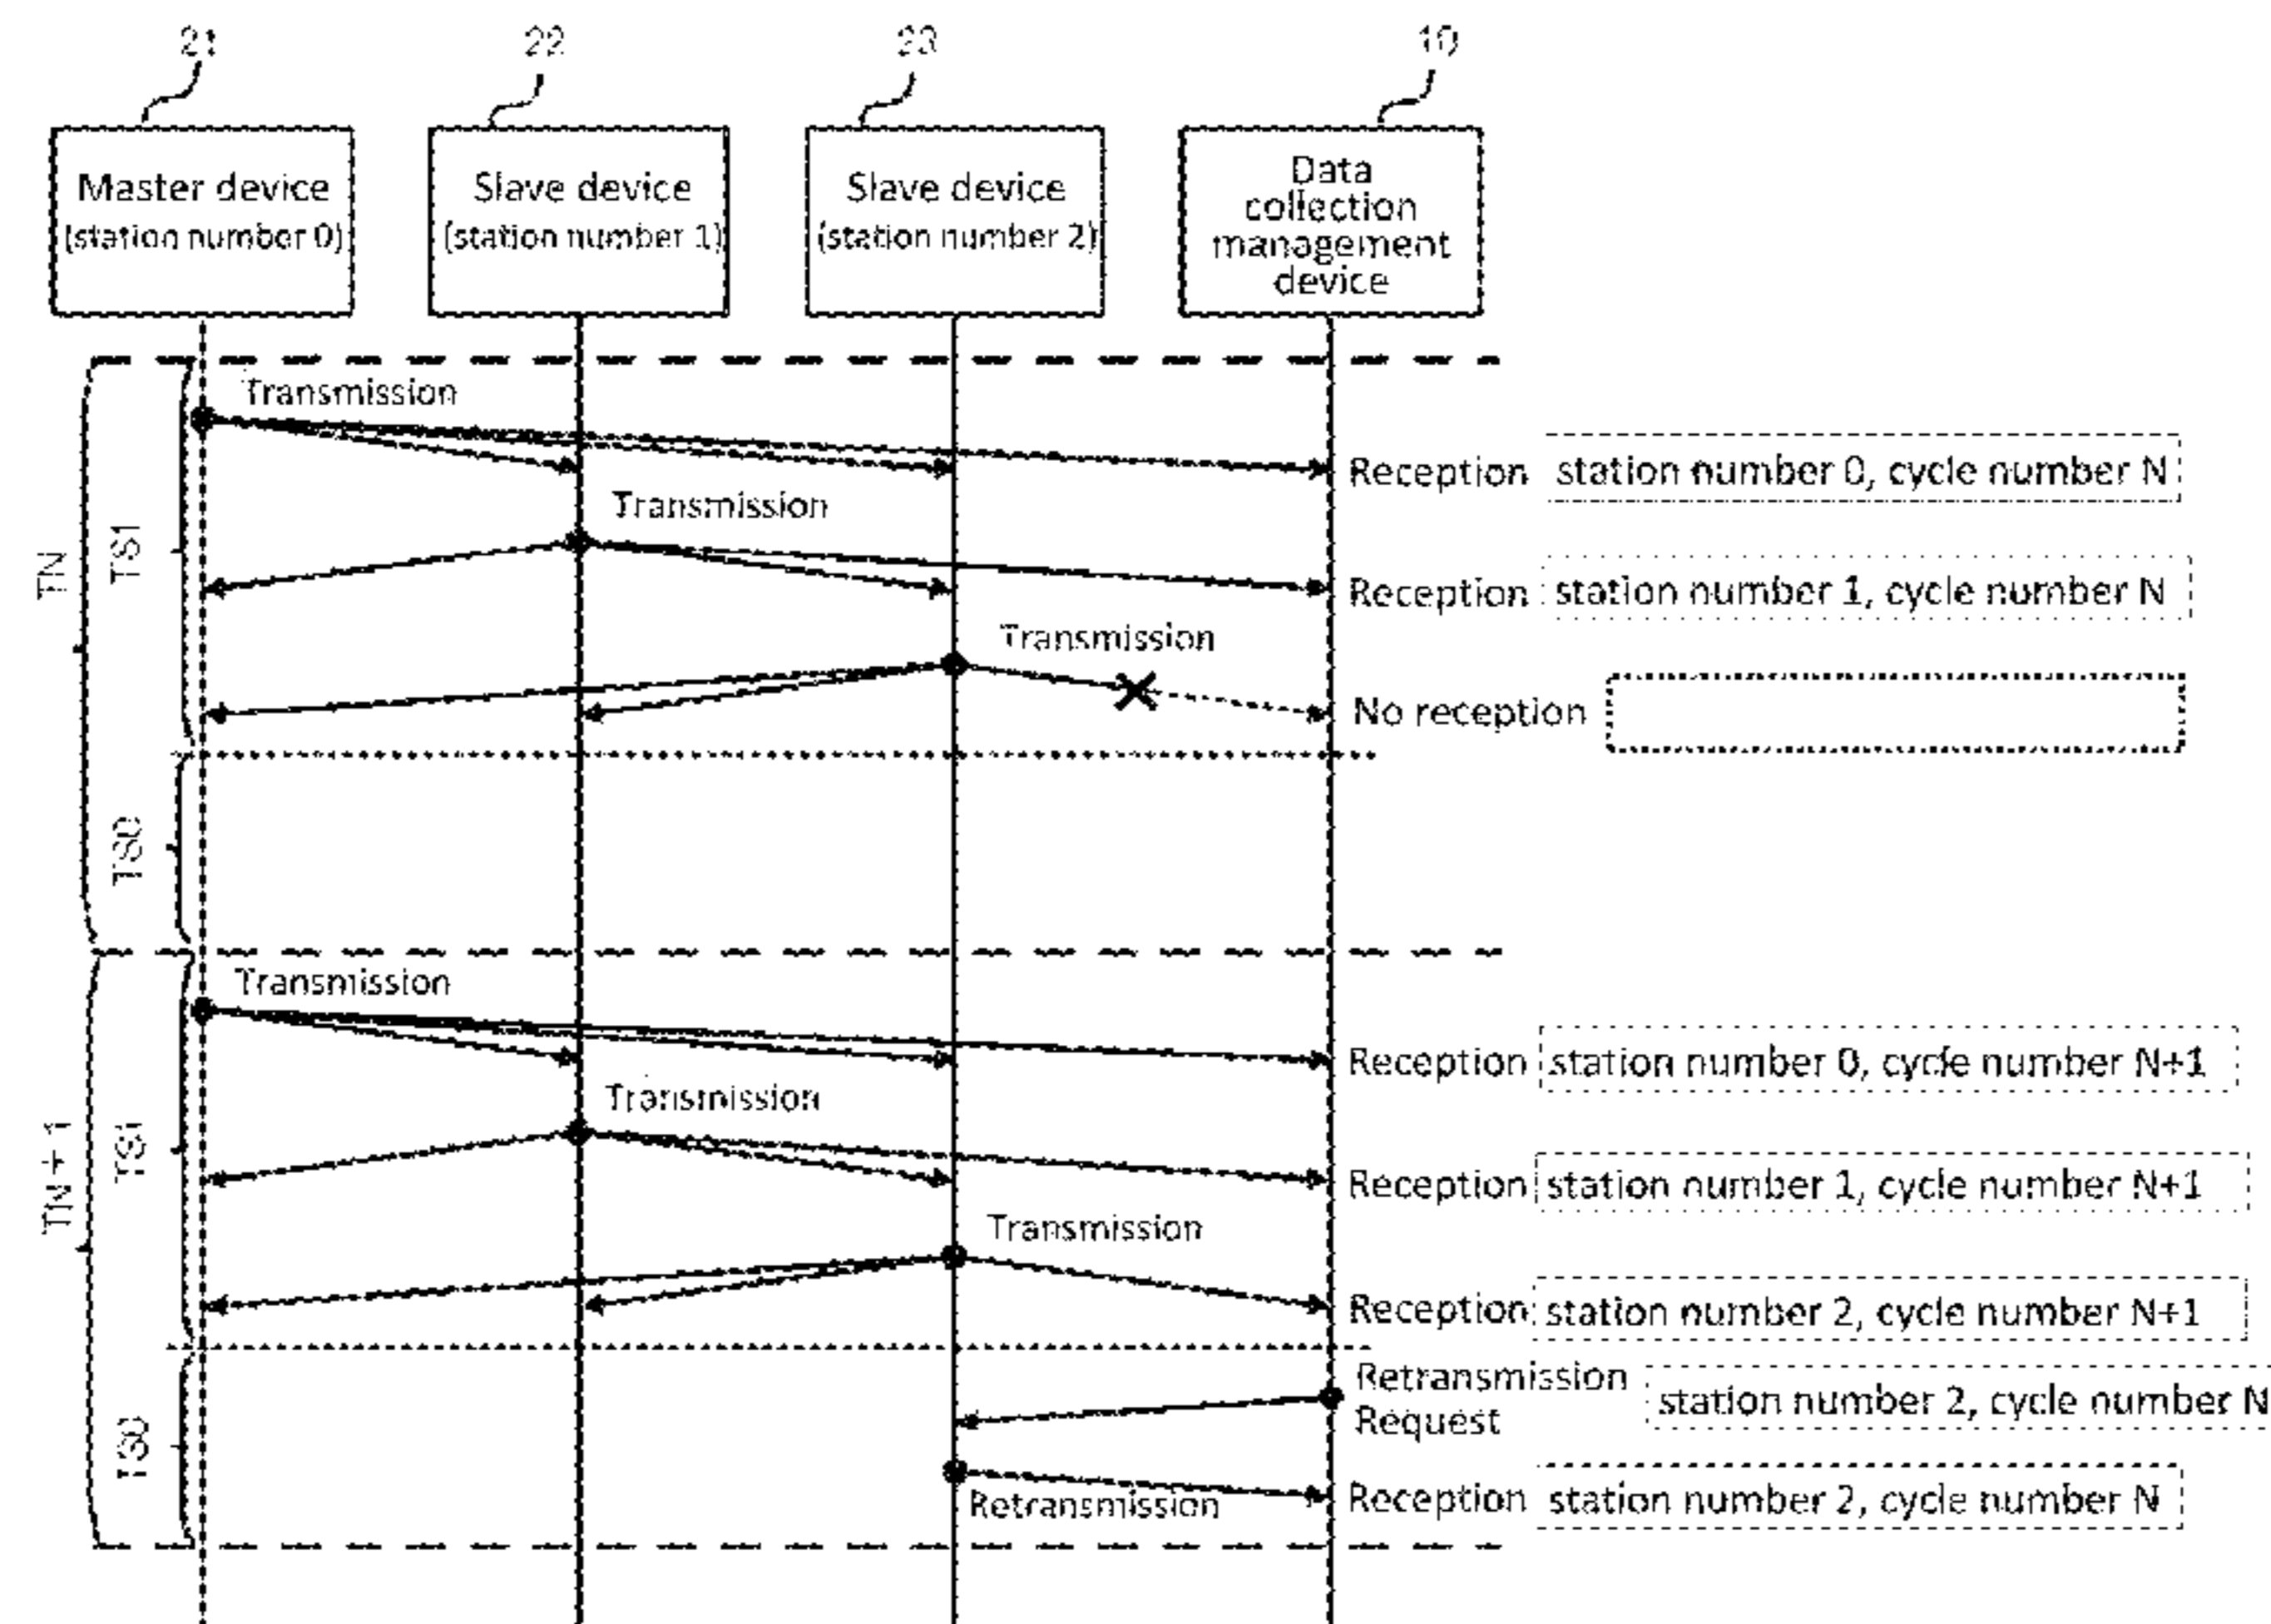 21 22 23 10
Master device
(station number 0)
Slave device
(station number 1)
Slave device
(station number 2)
Data
collection
management
device
TN
TS1
Transmission
Reception station number 0, cycle number N
Transmission
Reception station number 1, cycle number N
Transmission
No reception
TS0
TN+1
TS1
Transmission
Reception station number 0, cycle number N+1
Transmission
Reception station number 1, cycle number N+1
Transmission
Reception station number 2, cycle number N+1
TS0
Retransmission
Request
station number 2, cycle number N
Retransmission
Reception station number 2, cycle number N